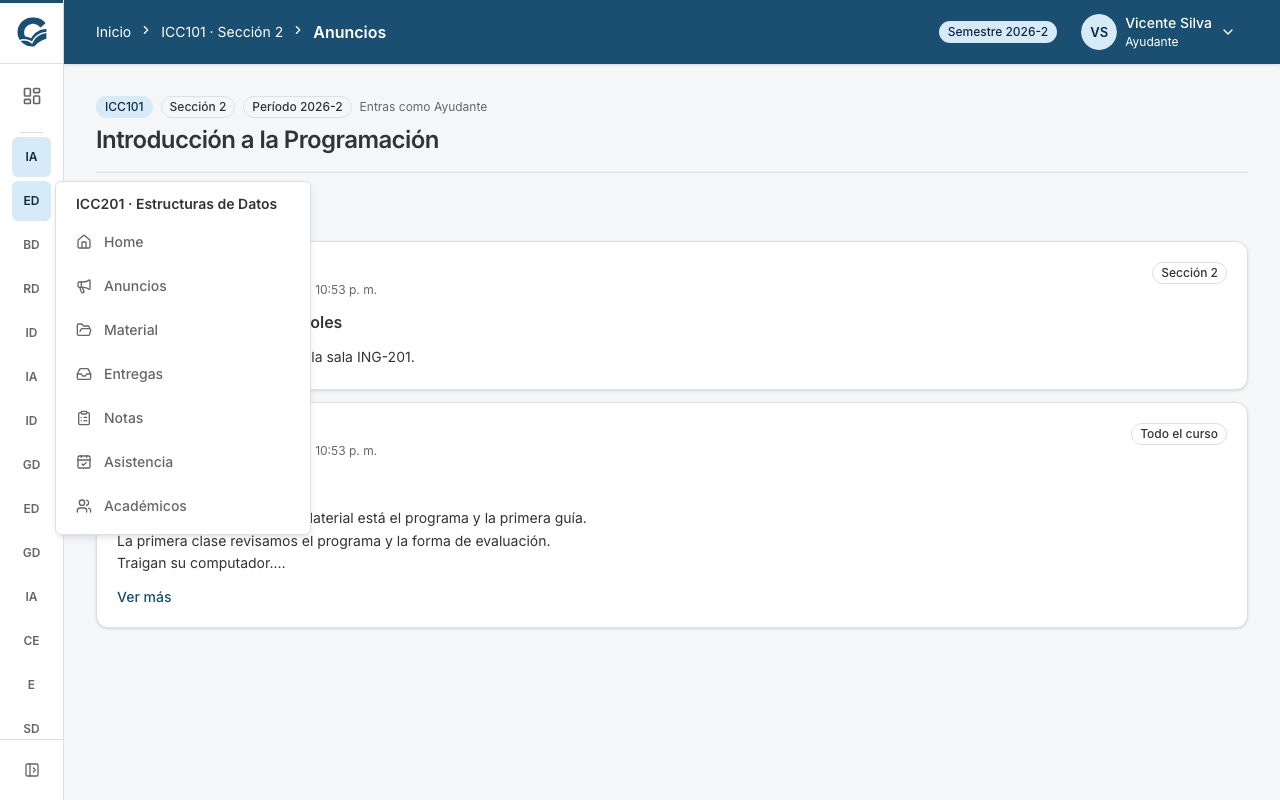 Inicio
ICC101 · Sección 2
Anuncios
Semestre 2026-2
VS
Vicente Silva
Ayudante
ICC101
Sección 2
Período 2026-2
Entras como Ayudante
Introducción a la Programación
IA
ED
BD
RD
ID
IA
ID
GD
ED
GD
IA
CE
E
SD
ICC201 · Estructuras de Datos
Home
Anuncios
Material
Entregas
Notas
Asistencia
Académicos
Sección 2
10:53 p. m.
la sala ING-201.
Todo el curso
10:53 p. m.
está el programa y la primera guía.
La primera clase revisamos el programa y la forma de evaluación.
Traigan su computador....
Ver más